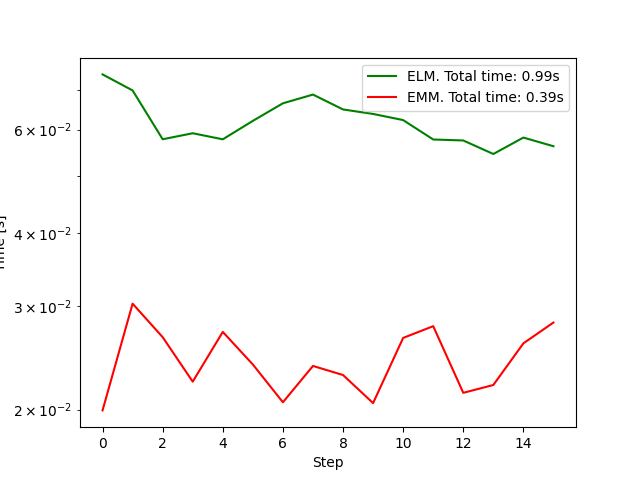 ELM. Total time: 0.99s
EMM. Total time: 0.39s
6 × 10⁻²
4 × 10⁻²
3 × 10⁻²
2 × 10⁻²
0 2 4 6 8 10 12 14
Step